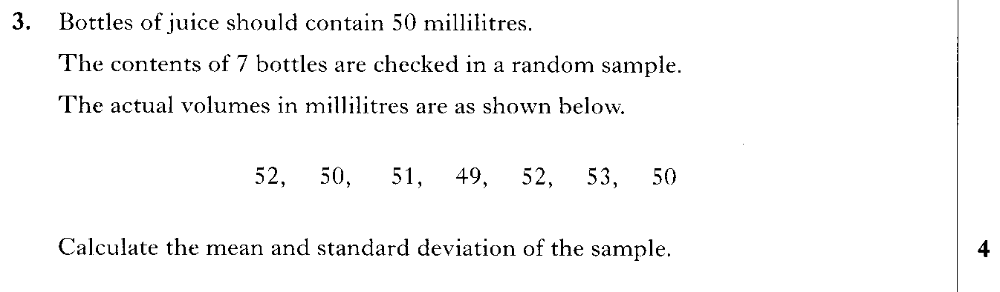 3. Bottles of juice should contain 50 millilitres.
The contents of 7 bottles are checked in a random sample.
The actual volumes in millilitres are as shown below.
52, 50, 51, 49, 52, 53, 50
Calculate the mean and standard deviation of the sample. 4